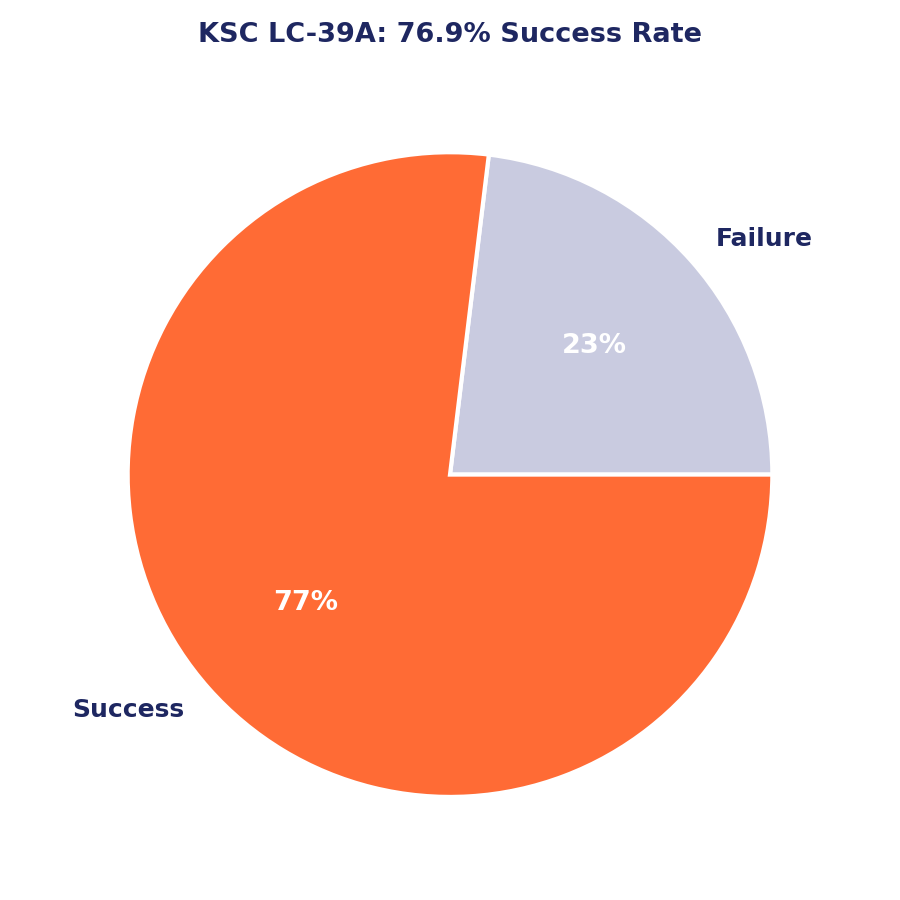 KSC LC-39A: 76.9% Success Rate
Failure
23%
77%
Success